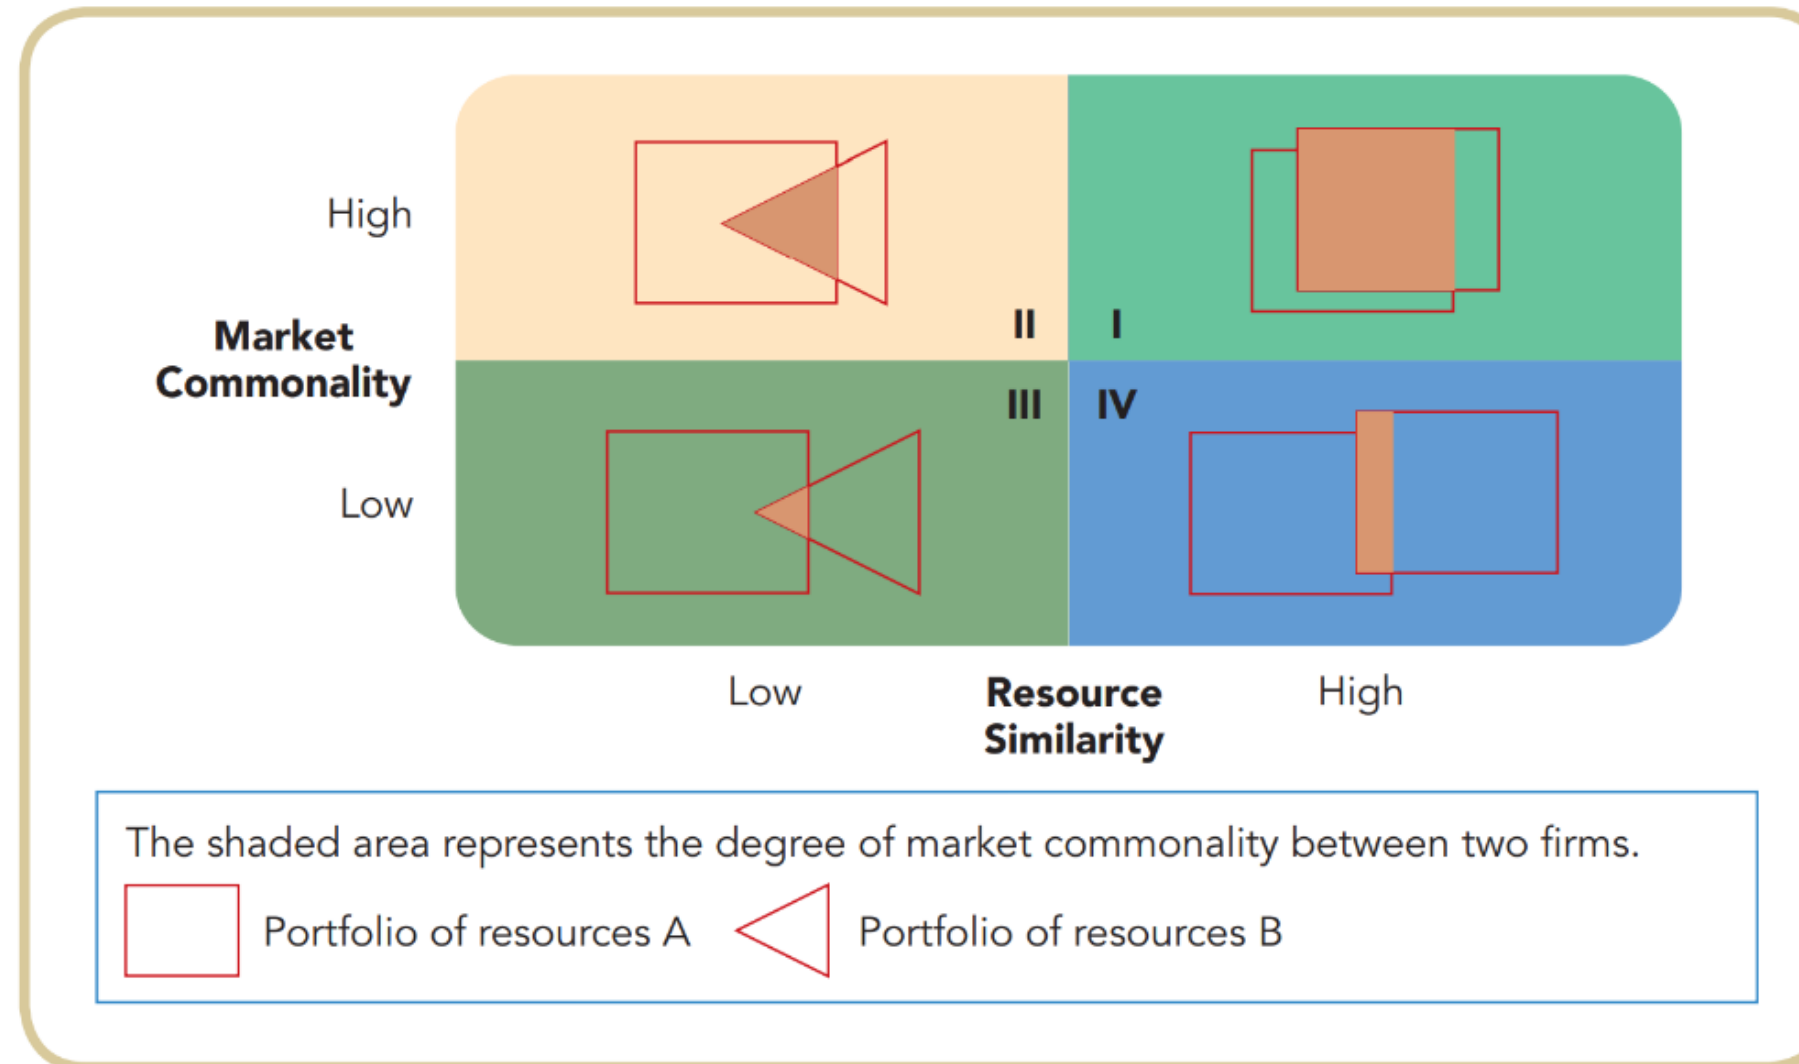 High
II
I
Market
Commonality
III
IV
Low
Low
Resource
Similarity
High
The shaded area represents the degree of market commonality between two firms.
Portfolio of resources A
Portfolio of resources B